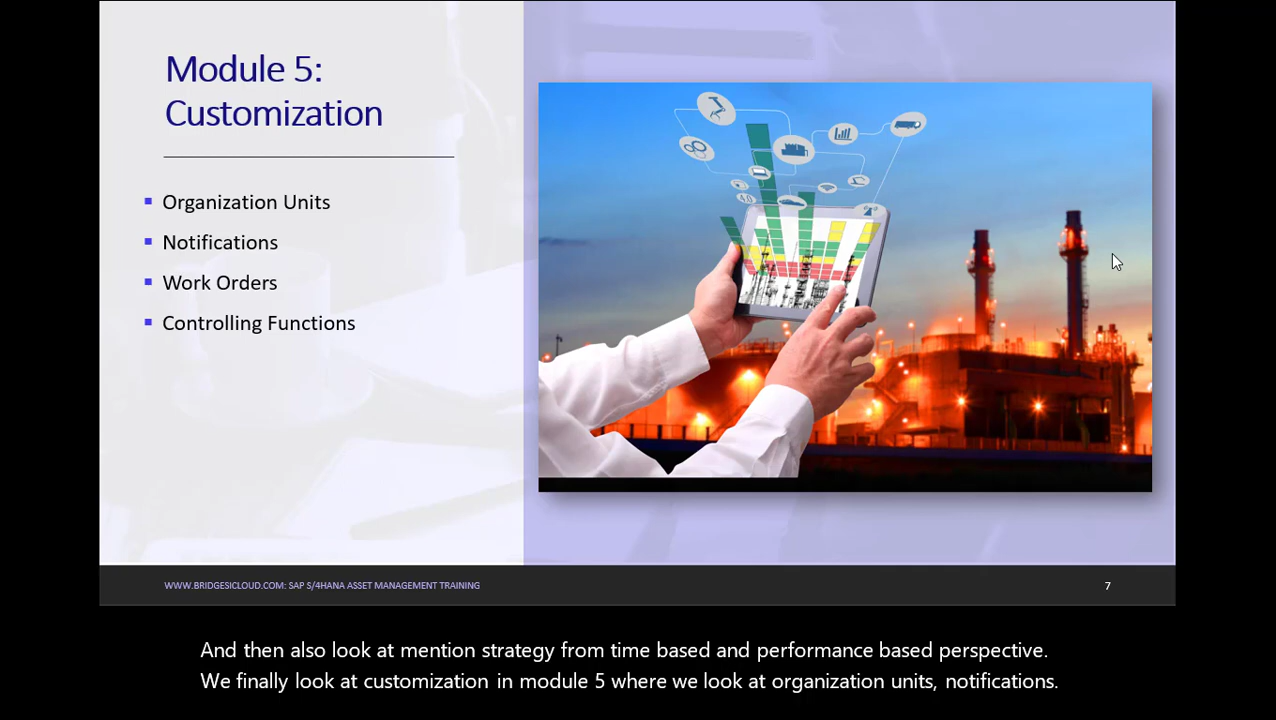 Module 5:
Customization
Organization Units
Notifications
Work Orders
Controlling Functions
WWW.BRIDGESICLOUD.COM: SAP S/4HANA ASSET MANAGEMENT TRAINING
7
And then also look at mention strategy from time based and performance based perspective.
We finally look at customization in module 5 where we look at organization units, notifications.